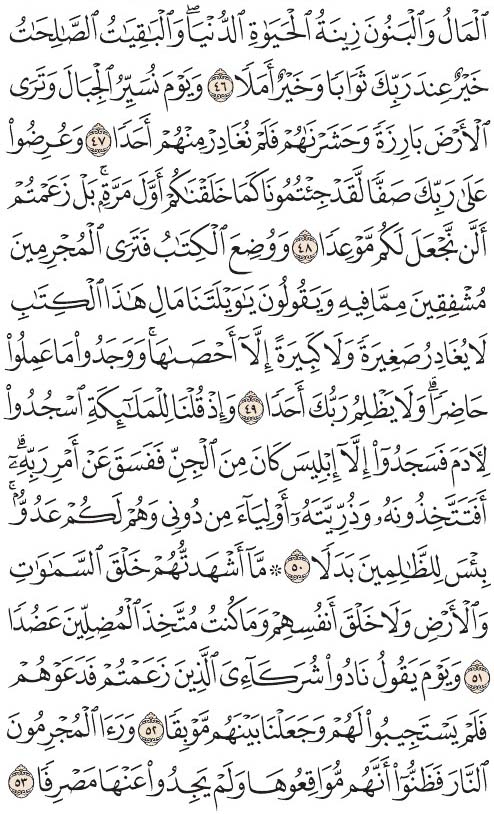 ٱلۡمَالُ وَٱلۡبَنُونَ زِينَةُ ٱلۡحَيَوٰةِ ٱلدُّنۡيَاۖ وَٱلۡبَٰقِيَٰتُ ٱلصَّٰلِحَٰتُ
خَيۡرٌ عِندَ رَبِّكَ ثَوَابٗا وَخَيۡرٌ أَمَلٗا ٤٦ وَيَوۡمَ نُسَيِّرُ ٱلۡجِبَالَ وَتَرَى
ٱلۡأَرۡضَ بَارِزَةٗ وَحَشَرۡنَٰهُمۡ فَلَمۡ نُغَادِرۡ مِنۡهُمۡ أَحَدٗا ٤٧ وَعُرِضُواْ
عَلَىٰ رَبِّكَ صَفّٗا لَّقَدۡ جِئۡتُمُونَا كَمَا خَلَقۡنَٰكُمۡ أَوَّلَ مَرَّةِۭۚ بَلۡ زَعَمۡتُمۡ
أَلَّن نَّجۡعَلَ لَكُم مَّوۡعِدٗا ٤٨ وَوُضِعَ ٱلۡكِتَٰبُ فَتَرَى ٱلۡمُجۡرِمِينَ
مُشۡفِقِينَ مِمَّا فِيهِ وَيَقُولُونَ يَٰوَيۡلَتَنَا مَالِ هَٰذَا ٱلۡكِتَٰبِ
لَا يُغَادِرُ صَغِيرَةٗ وَلَا كَبِيرَةً إِلَّآ أَحۡصَىٰهَاۚ وَوَجَدُواْ مَا عَمِلُواْ
حَاضِرٗاۗ وَلَا يَظۡلِمُ رَبُّكَ أَحَدٗا ٤٩ وَإِذۡ قُلۡنَا لِلۡمَلَٰٓئِكَةِ ٱسۡجُدُواْ
لِأٓدَمَ فَسَجَدُوٓاْ إِلَّآ إِبۡلِيسَ كَانَ مِنَ ٱلۡجِنِّ فَفَسَقَ عَنۡ أَمۡرِ رَبِّهِۦٓۗ
أَفَتَتَّخِذُونَهُۥ وَذُرِّيَّتَهُۥٓ أَوۡلِيَآءَ مِن دُونِي وَهُمۡ لَكُمۡ عَدُوُّۢۚ
بِئۡسَ لِلظَّٰلِمِينَ بَدَلٗا ٥٠ ۞ مَّآ أَشۡهَدتُّهُمۡ خَلۡقَ ٱلسَّمَٰوَٰتِ
وَٱلۡأَرۡضِ وَلَا خَلۡقَ أَنفُسِهِمۡ وَمَا كُنتُ مُتَّخِذَ ٱلۡمُضِلِّينَ عَضُدٗا
٥١ وَيَوۡمَ يَقُولُ نَادُواْ شُرَكَآءِيَ ٱلَّذِينَ زَعَمۡتُمۡ فَدَعَوۡهُمۡ
فَلَمۡ يَسۡتَجِيبُواْ لَهُمۡ وَجَعَلۡنَا بَيۡنَهُم مَّوۡبِقٗا ٥٢ وَرَءَا ٱلۡمُجۡرِمُونَ
ٱلنَّارَ فَظَنُّوٓاْ أَنَّهُم مُّوَاقِعُوهَا وَلَمۡ يَجِدُواْ عَنۡهَا مَصۡرِفٗا ٥٣